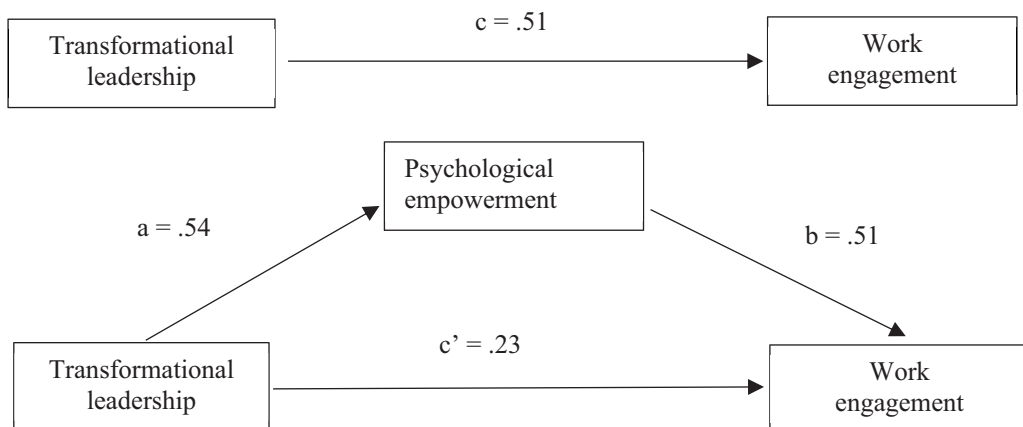 c = .51
Transformational
leadership
Work
engagement
Psychological
empowerment
a = .54
b = .51
c’ = .23
Transformational
leadership
Work
engagement